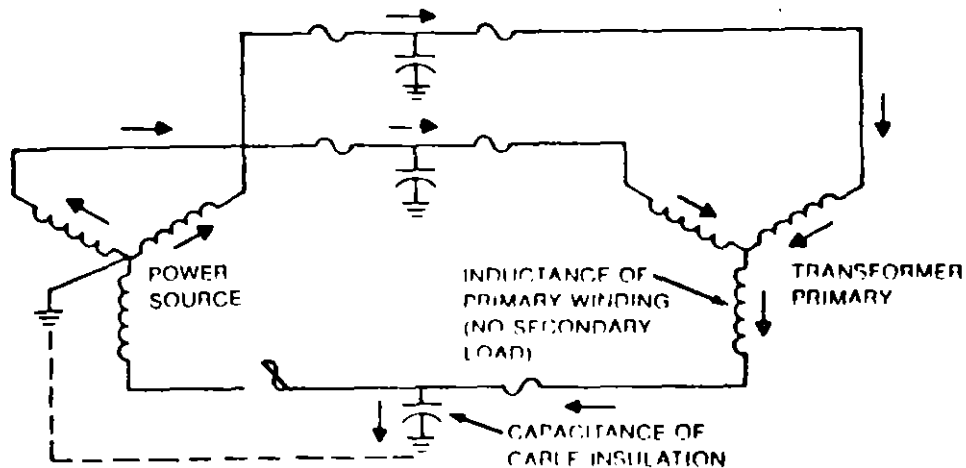 POWER
SOURCE
INDUCTANCE OF
PRIMARY WINDING
(NO SECONDARY
LOAD)
TRANSFORMER
PRIMARY
CAPACITANCE OF
CABLE INSULATION